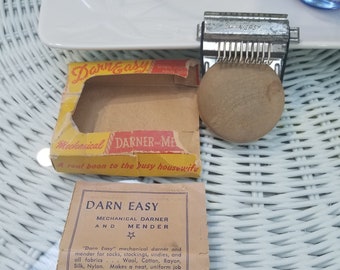 Darn Easy
Mechanical DARNER AND ME
A real boon to the busy housewife
DARN EASY
MECHANICAL DARNER
AND MENDER
"Darn Easy" mechanical darner and
mender for socks, stockings, undies, and
all fabrics . . . Wool, Cotton, Rayon,
Silk, Nylon. Makes a neat, uniform job